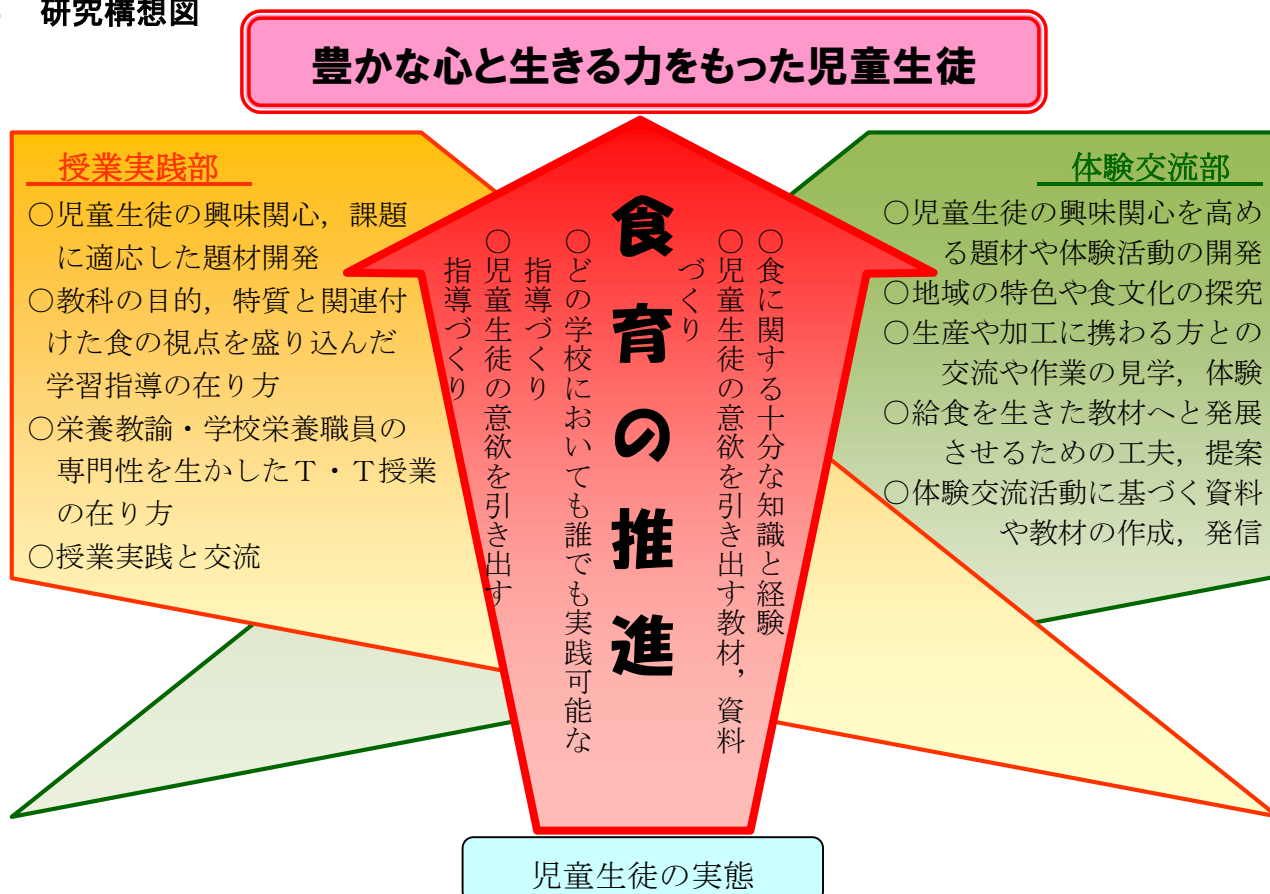 研究構想図
豊かな心と生きる力をもった児童生徒
授業実践部
○児童生徒の興味関心，課題
に適応した題材開発
○教科の目的，特質と関連付
けた食の視点を盛り込んだ
学習指導の在り方
○栄養教諭・学校栄養職員の
専門性を生かしたＴ・Ｔ授業
の在り方
○授業実践と交流
○食に関する十分な知識と経験
○児童生徒の意欲を引き出す教材，資料
づくり
食育の推進
○どの学校においても誰でも実践可能な
指導づくり
○児童生徒の意欲を引き出す
指導づくり
体験交流部
○児童生徒の興味関心を高め
る題材や体験活動の開発
○地域の特色や食文化の探究
○生産や加工に携わる方との
交流や作業の見学，体験
○給食を生きた教材へと発展
させるための工夫，提案
○体験交流活動に基づく資料
や教材の作成，発信
児童生徒の実態